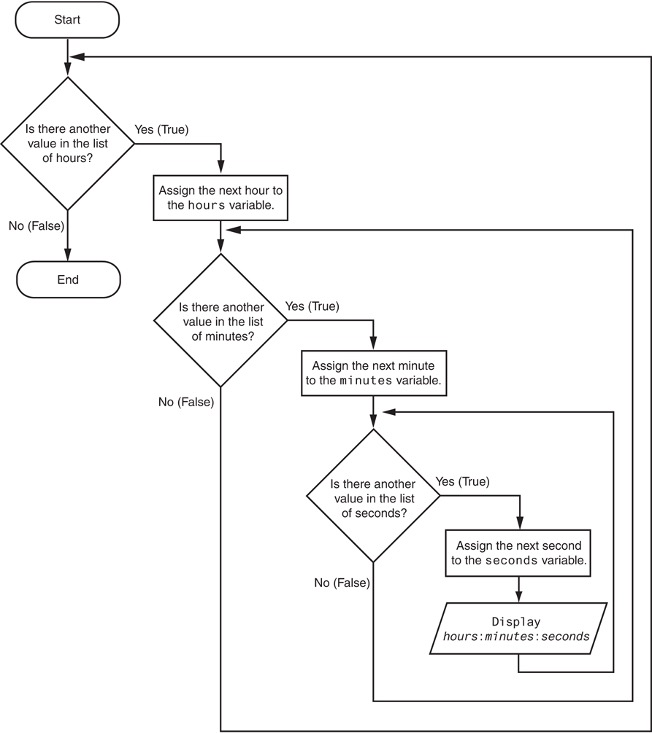 Start
Is there another
value in the list
of hours?
Yes (True)
Assign the next hour to
the hours variable.
No (False)
End
Is there another
value in the list
of minutes?
Yes (True)
Assign the next minute
to the minutes variable.
No (False)
Is there another
value in the list
of seconds?
Yes (True)
Assign the next second
to the seconds variable.
No (False)
Display
hours:minutes:seconds